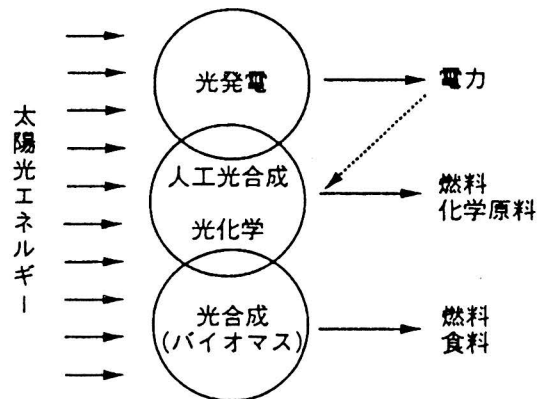 太陽光エネルギー
光発電
電力
人工光合成
光化学
燃料
化学原料
光合成
(バイオマス)
燃料
食料